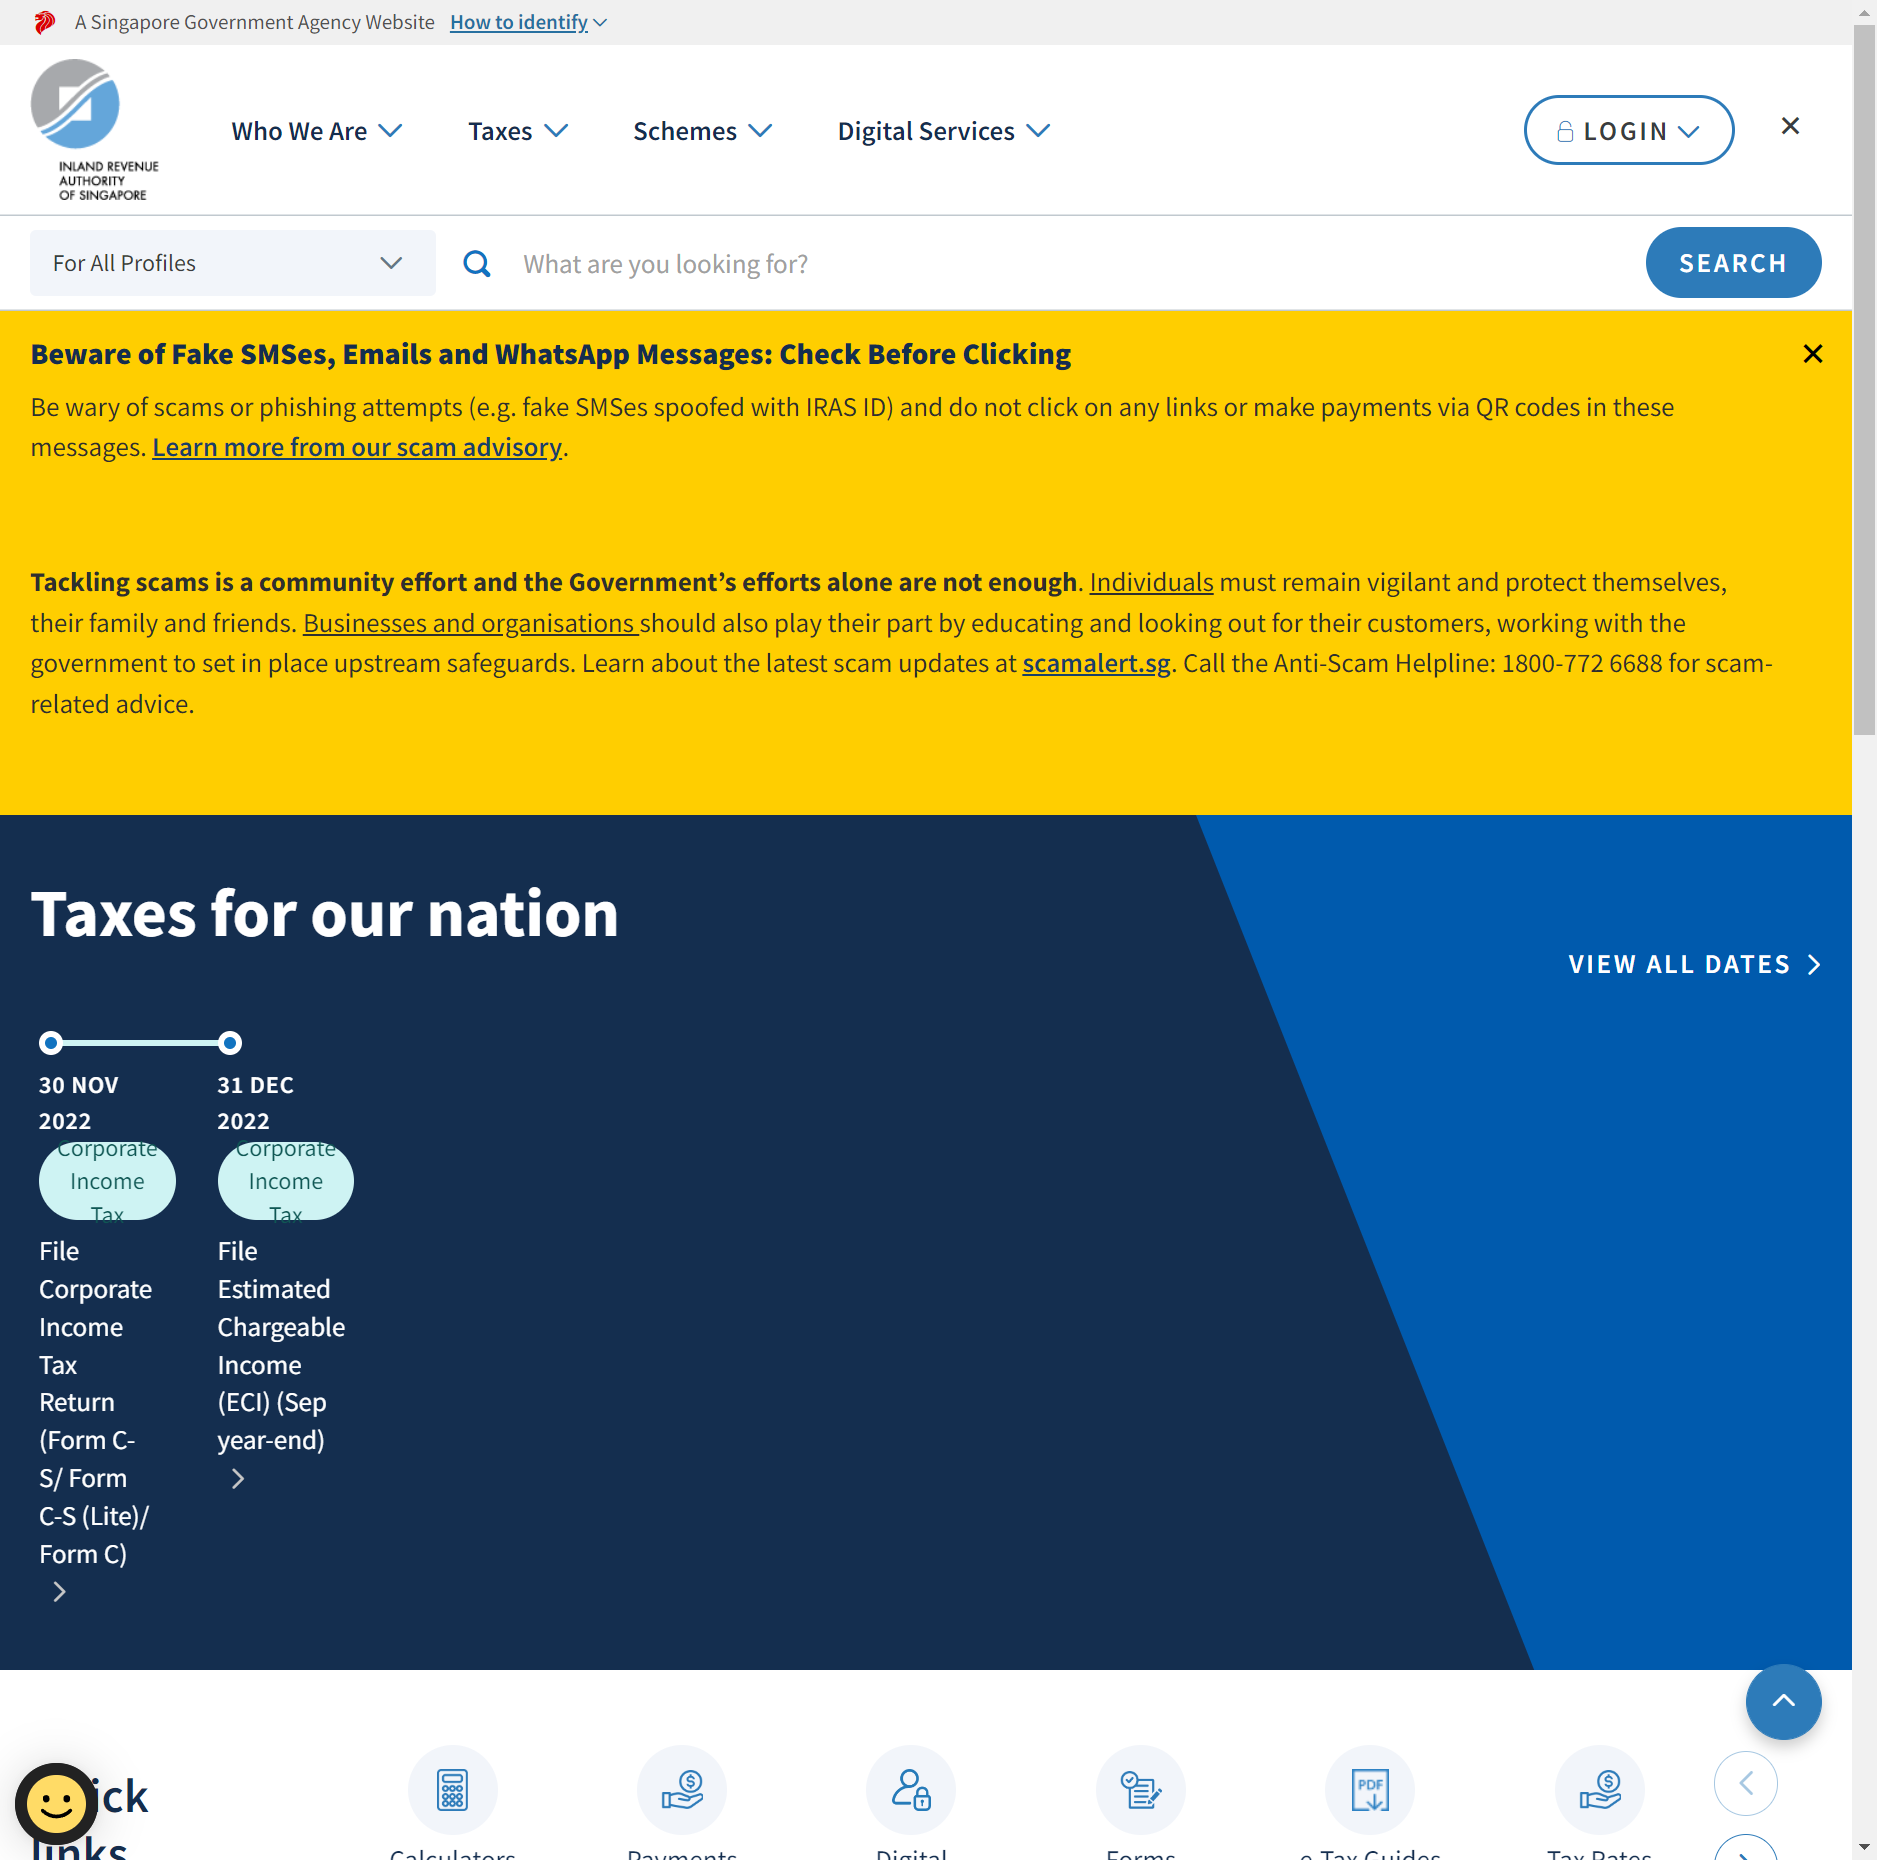 A Singapore Government Agency Website How to identify
INLAND REVENUE
AUTHORITY
OF SINGAPORE
Who We Are
Taxes
Schemes
Digital Services
LOGIN
For All Profiles
What are you looking for?
SEARCH
Beware of Fake SMSes, Emails and WhatsApp Messages: Check Before Clicking
Be wary of scams or phishing attempts (e.g. fake SMSes spoofed with IRAS ID) and do not click on any links or make payments via QR codes in these
messages. Learn more from our scam advisory.
Tackling scams is a community effort and the Government’s efforts alone are not enough. Individuals must remain vigilant and protect themselves,
their family and friends. Businesses and organisations should also play their part by educating and looking out for their customers, working with the
government to set in place upstream safeguards. Learn about the latest scam updates at scamalert.sg. Call the Anti-Scam Helpline: 1800-772 6688 for scam-
related advice.
Taxes for our nation
VIEW ALL DATES
30 NOV
2022
Corporate
Income
Tax
File
Corporate
Income
Tax
Return
(Form C-
S/ Form
C-S (Lite)/
Form C)
31 DEC
2022
Corporate
Income
Tax
File
Estimated
Chargeable
Income
(ECI) (Sep
year-end)
ick
links
Calculators
Payments
Digital
Forms
PDF
e-Tax Guides
Tax Rates